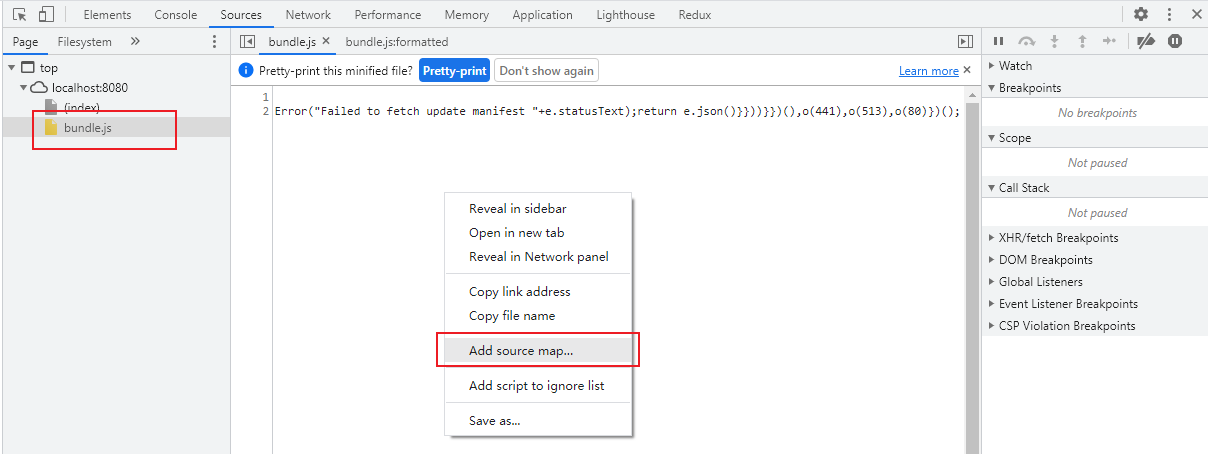 Elements Console Sources Network Performance Memory Application Lighthouse Redux
Page Filesystem »
top
localhost:8080
(index)
bundle.js
bundle.js × bundle.js:formatted
Pretty-print this minified file? Pretty-print Don't show again Learn more ×
1
2 Error("Failed to fetch update manifest "+e.statusText);return e.json()}}))}})(),o(441),o(513),o(80)})();
Reveal in sidebar
Open in new tab
Reveal in Network panel
Copy link address
Copy file name
Add source map...
Add script to ignore list
Save as...
Watch
Breakpoints
No breakpoints
Scope
Not paused
Call Stack
Not paused
XHR/fetch Breakpoints
DOM Breakpoints
Global Listeners
Event Listener Breakpoints
CSP Violation Breakpoints